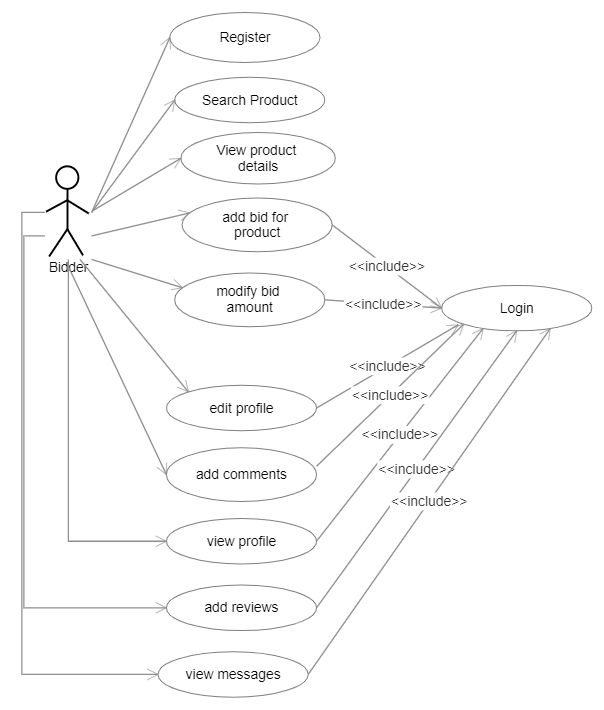 Register
Search Product
View product
details
add bid for
product
Bidder
<<include>>
modify bid
amount
<<include>>
Login
<<include>>
edit profile
<<include>>
<<include>>
add comments
<<include>>
<<include>>
view profile
add reviews
view messages